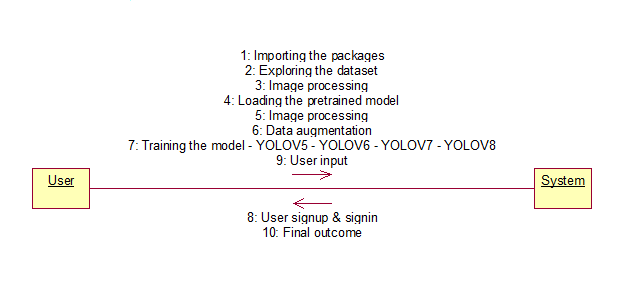 1: Importing the packages
2: Exploring the dataset
3: Image processing
4: Loading the pretrained model
5: Image processing
6: Data augmentation
7: Training the model - YOLOV5 - YOLOV6 - YOLOV7 - YOLOV8
9: User input
User
System
8: User signup & signin
10: Final outcome